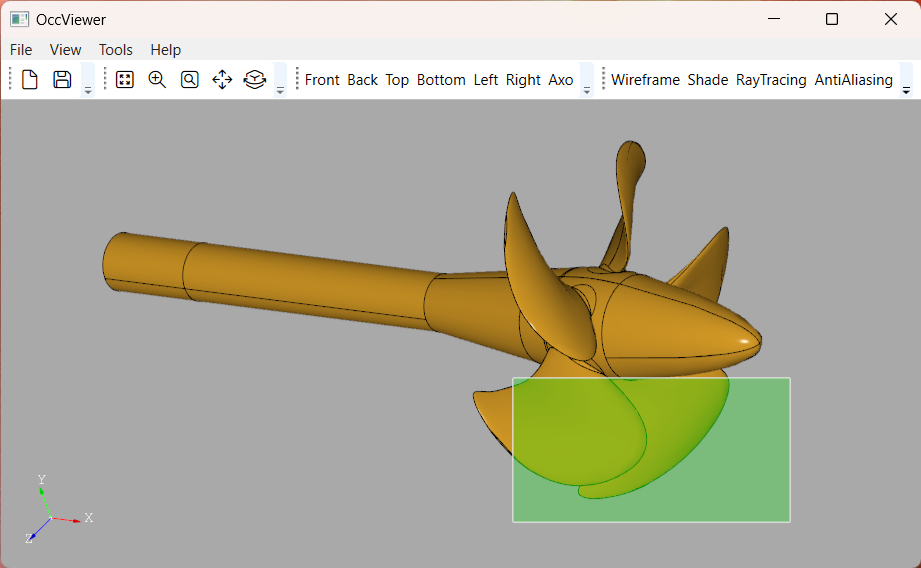 OccViewer
File View Tools Help
Front Back Top Bottom Left Right Axo Wireframe Shade RayTracing AntiAliasing
Y
X
Z